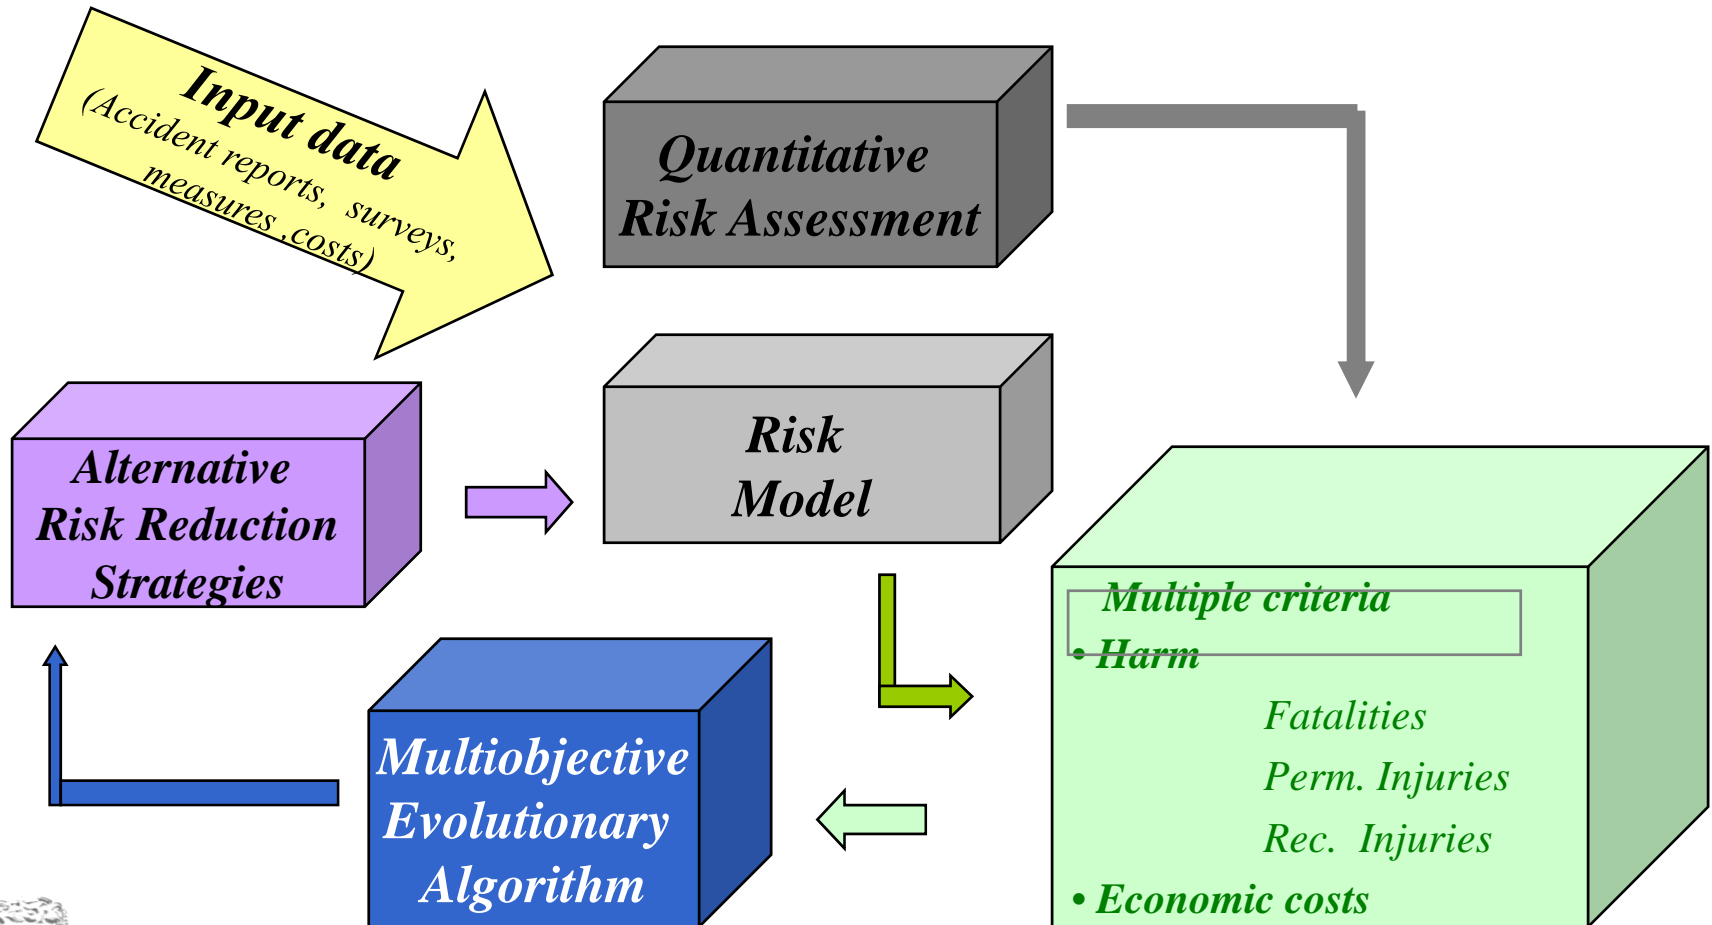 Input data
(Accident reports, surveys,
measures ,costs)
Quantitative
Risk Assessment
Risk
Model
Alternative
Risk Reduction
Strategies
Multiple criteria
• Harm
Fatalities
Perm. Injuries
Rec. Injuries
• Economic costs
Multiobjective
Evolutionary
Algorithm